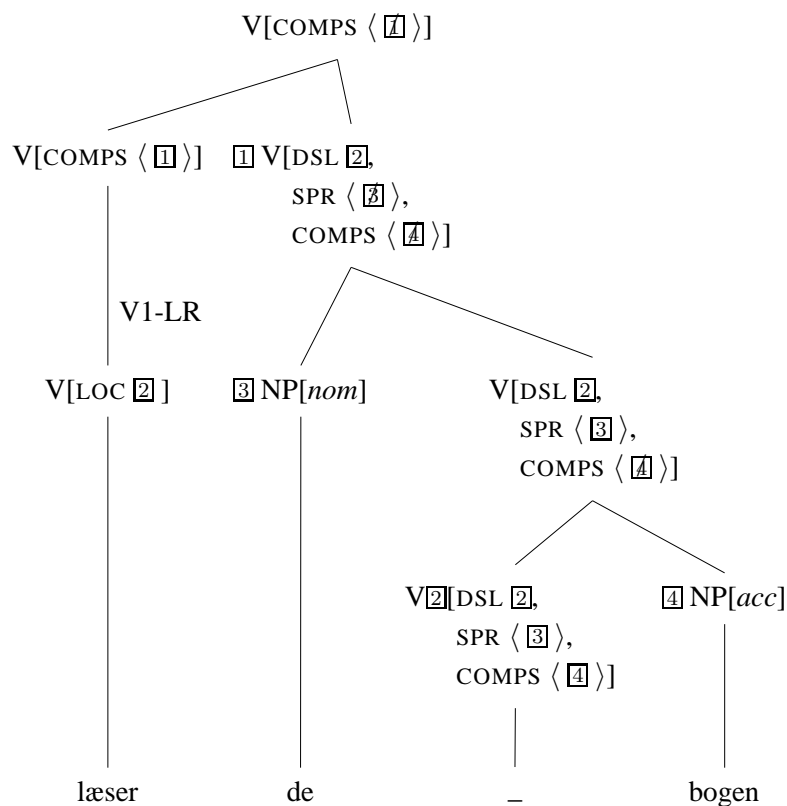 V[COMPS ⟨ 1̸ ⟩]
V[COMPS ⟨ 1 ⟩] 1 V[DSL 2,
SPR ⟨ 3̸ ⟩,
COMPS ⟨ 4̸ ⟩]
V1-LR
V[LOC 2 ] 3 NP[nom] V[DSL 2,
SPR ⟨ 3 ⟩,
COMPS ⟨ 4̸ ⟩]
V2[DSL 2, 4 NP[acc]
SPR ⟨ 3 ⟩,
COMPS ⟨ 4 ⟩]
læser de _ bogen